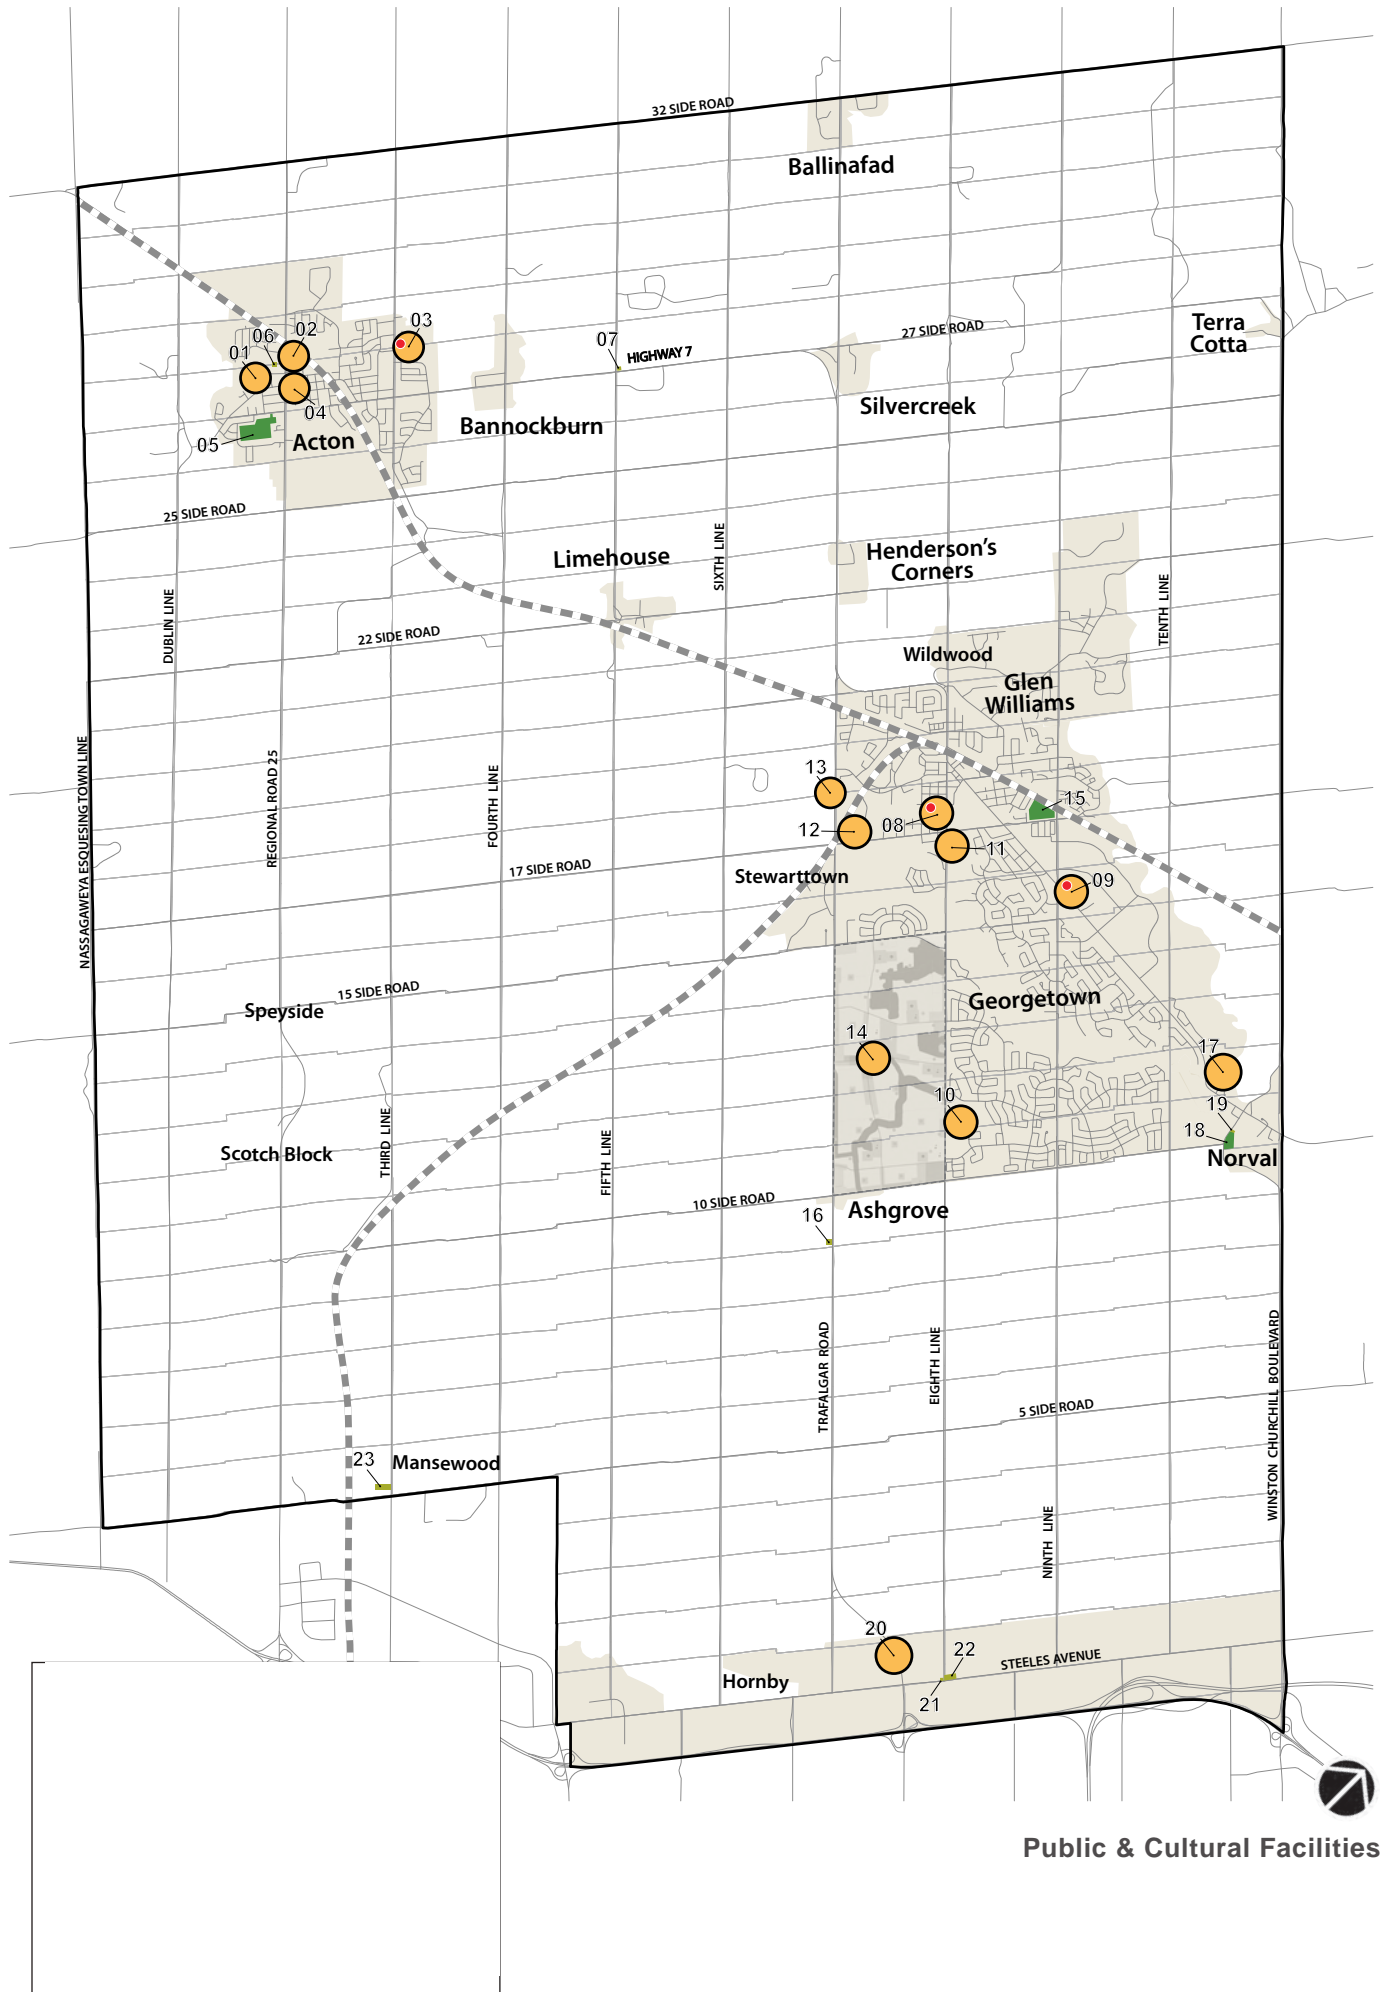 32 SIDE ROAD
Ballinafad
Terra
Cotta
03
02
06
01
04
05
Acton
07
HIGHWAY 7
27 SIDE ROAD
Silvercreek
Bannockburn
25 SIDE ROAD
SIXTH LINE
Limehouse
Henderson's
Corners
DUBLIN LINE
TENTH LINE
22 SIDE ROAD
Wildwood
Glen
Williams
NASSAGAWEYA ESQUESING TOWN LINE
REGIONAL ROAD 25
FOURTH LINE
13
15
12
08
11
17 SIDE ROAD
Stewarttown
09
15 SIDE ROAD
Speyside
Georgetown
14
17
10
19
18
Norval
THIRD LINE
Scotch Block
FIFTH LINE
10 SIDE ROAD
16
Ashgrove
TRAFALGAR ROAD
EIGHTH LINE
WINSTON CHURCHILL BOULEVARD
5 SIDE ROAD
23
Mansewood
NINTH LINE
20
22
STEELES AVENUE
Hornby
21
Public & Cultural Facilities